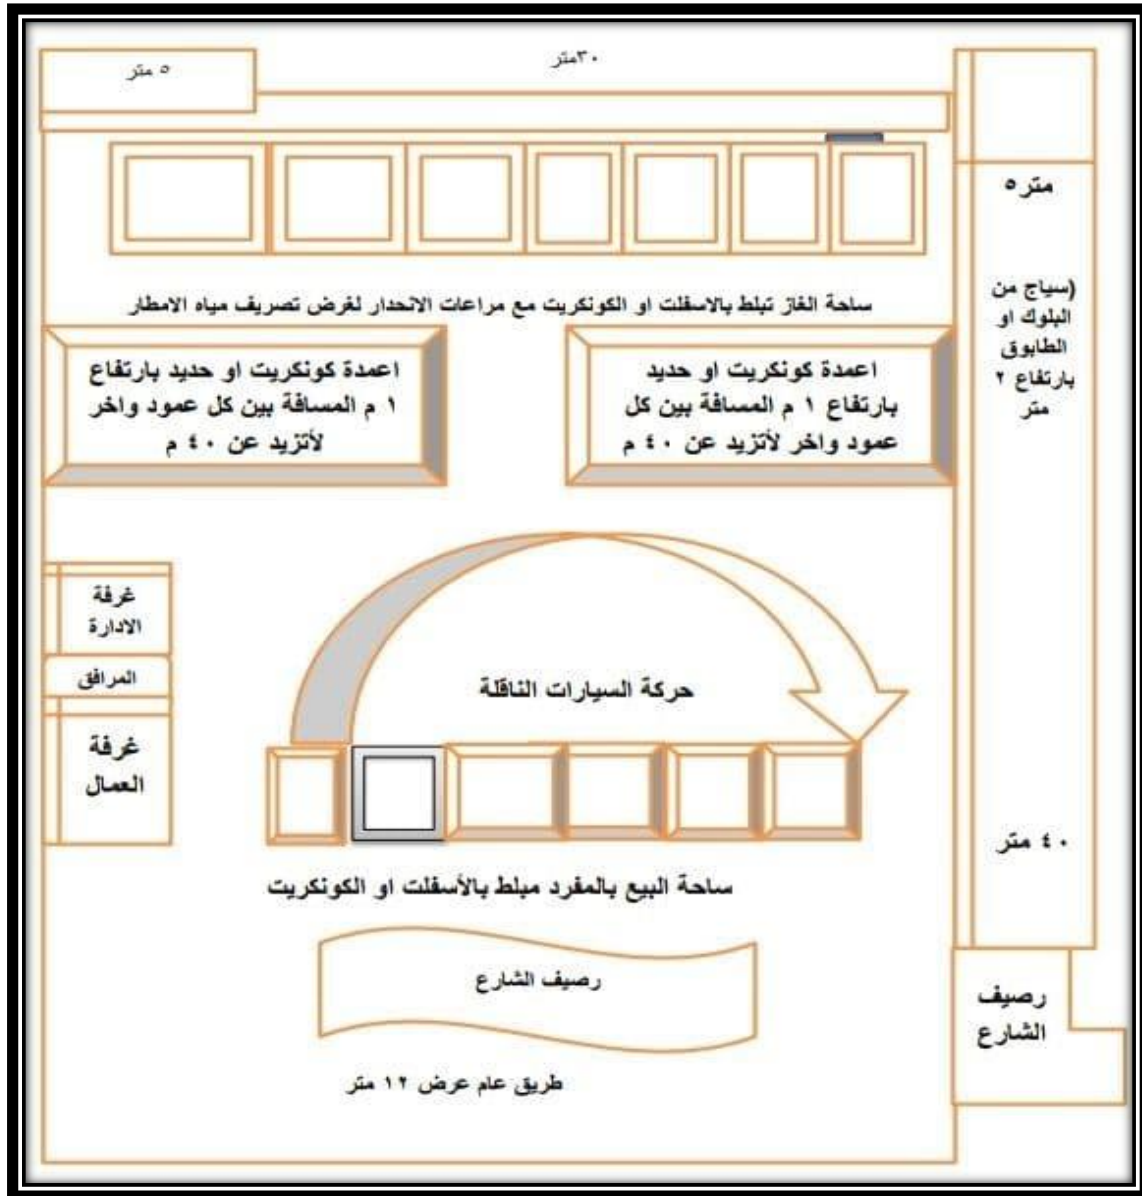 ٥ متر
٣٠متر
متر٥
ساحة الغاز تبلط بالاسفلت او الكونكريت مع مراعات الانحدار لغرض تصريف مياه الامطار
(سياج من
البلوك او
الطابوق
بارتفاع ٢
متر
اعمدة كونكريت او حديد
بارتفاع ١ م المسافة بين كل
عمود واخر لأتزيد عن ٤٠ م
اعمدة كونكريت او حديد بارتفاع
١ م المسافة بين كل عمود واخر
لأتزيد عن ٤٠ م
غرفة
الادارة
المرافق
غرفة
العمال
حركة السيارات الناقلة
٤٠ متر
ساحة البيع بالمفرد مبلط بالأسفلت او الكونكريت
رصيف الشارع
رصيف
الشارع
طريق عام عرض ١٢ متر